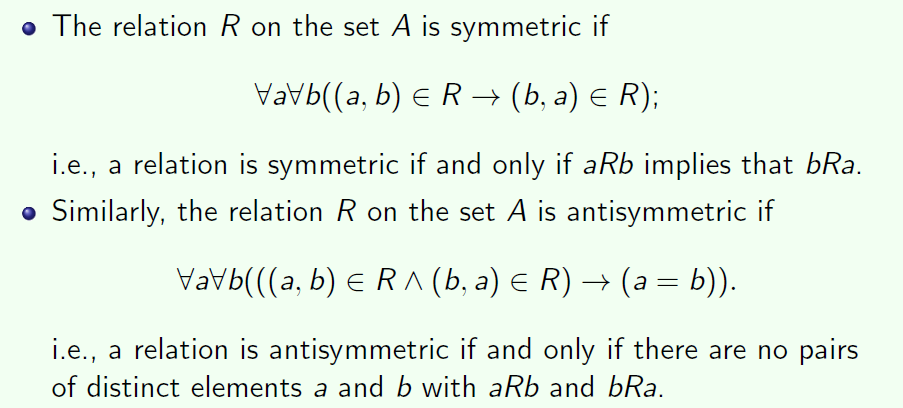 • The relation R on the set A is symmetric if
∀a∀b((a, b) ∈ R → (b, a) ∈ R);
i.e., a relation is symmetric if and only if aRb implies that bRa.
• Similarly, the relation R on the set A is antisymmetric if
∀a∀b(((a, b) ∈ R ∧ (b, a) ∈ R) → (a = b)).
i.e., a relation is antisymmetric if and only if there are no pairs
of distinct elements a and b with aRb and bRa.